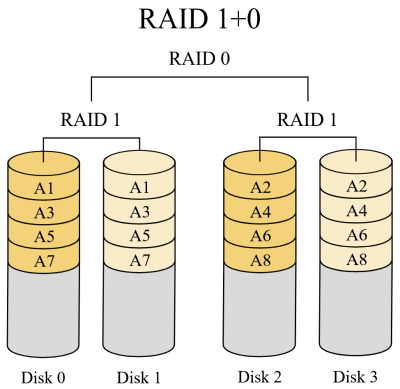 RAID 1+0
RAID 0
RAID 1 RAID 1
A1 A1 A2 A2
A3 A3 A4 A4
A5 A5 A6 A6
A7 A7 A8 A8
Disk 0 Disk 1 Disk 2 Disk 3